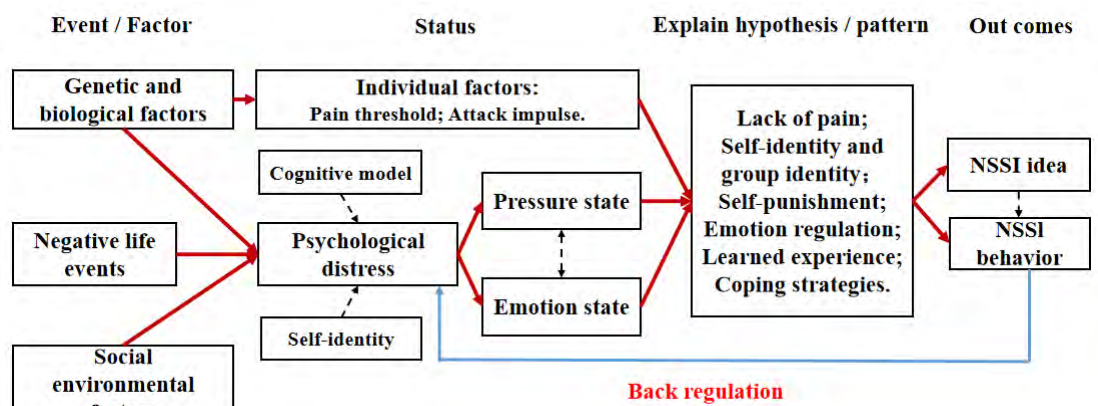 Event / Factor
Status
Explain hypothesis / pattern
Out comes
Genetic and
biological factors
Individual factors:
Pain threshold; Attack impulse.
Cognitive model
Negative life
events
Psychological
distress
Self-identity
Pressure state
Emotion state
Lack of pain;
Self-identity and
group identity;
Self-punishment;
Emotion regulation;
Learned experience;
Coping strategies.
NSSI idea
NSSl
behavior
Social
environmental
Back regulation